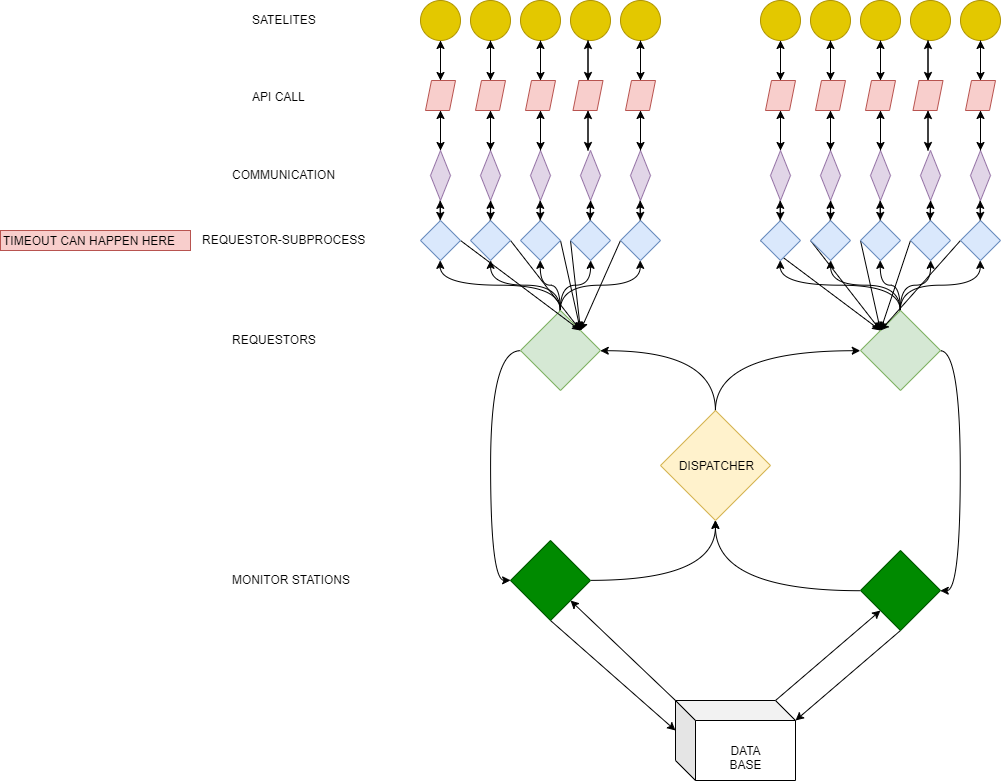 SATELITES
API CALL
COMMUNICATION
TIMEOUT CAN HAPPEN HERE
REQUESTOR-SUBPROCESS
REQUESTORS
DISPATCHER
MONITOR STATIONS
DATA
BASE